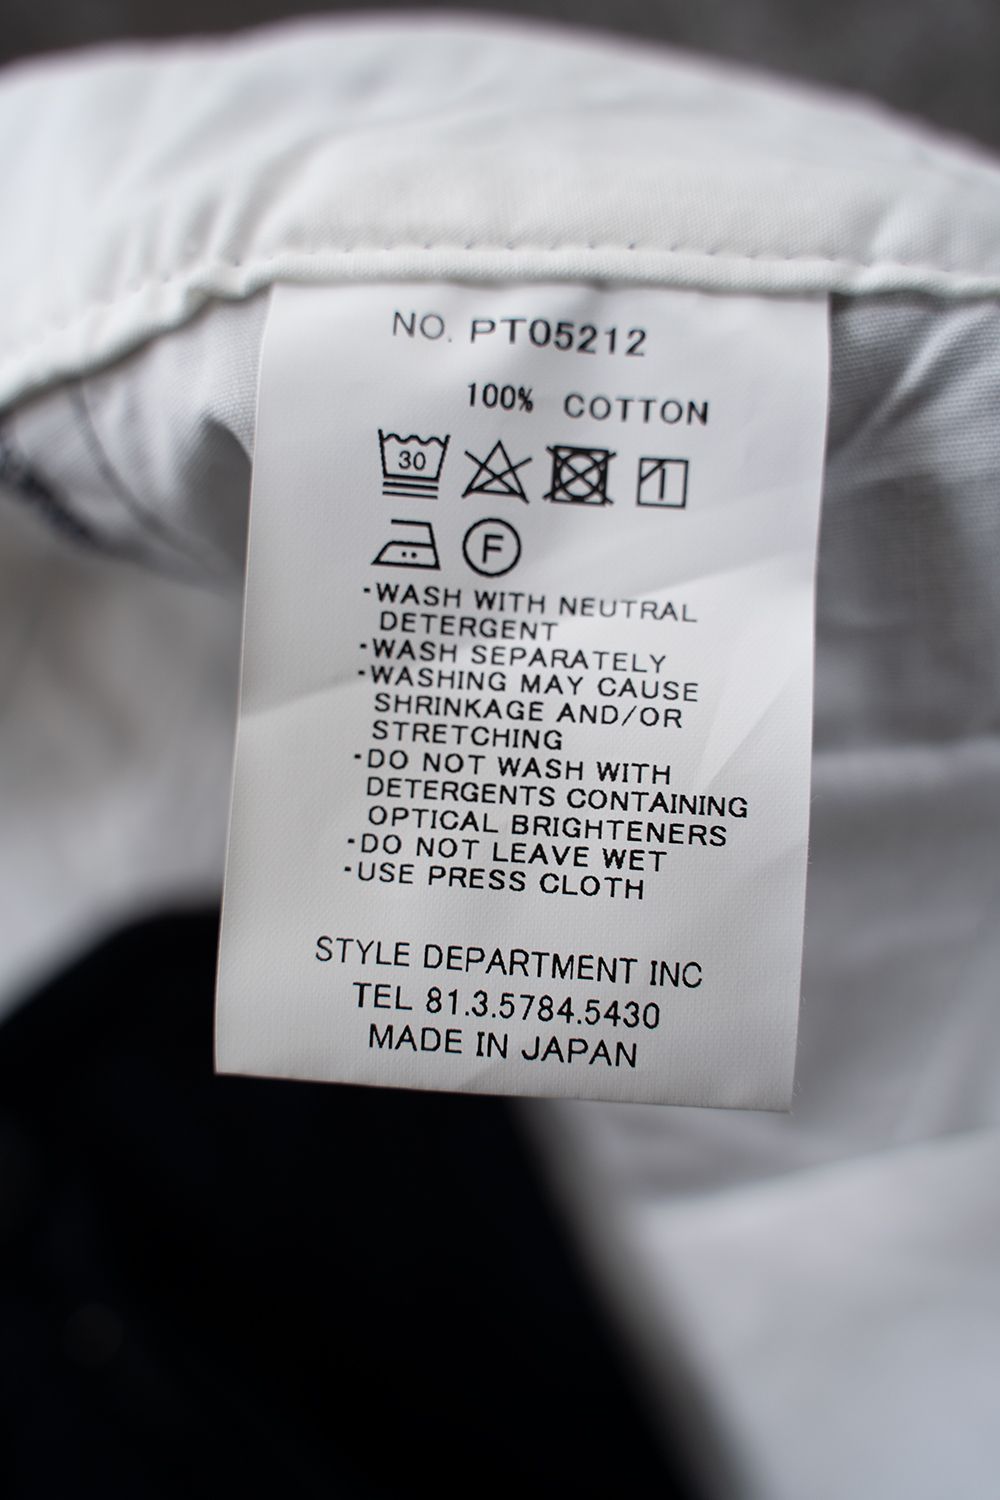 NO. PT05212
100% COTTON
30
F
-WASH WITH NEUTRAL
DETERGENT
-WASH SEPARATELY
-WASHING MAY CAUSE
SHRINKAGE AND/OR
STRETCHING
-DO NOT WASH WITH
DETERGENTS CONTAINING
OPTICAL BRIGHTENERS
-DO NOT LEAVE WET
-USE PRESS CLOTH
STYLE DEPARTMENT INC
TEL 81.3.5784.5430
MADE IN JAPAN